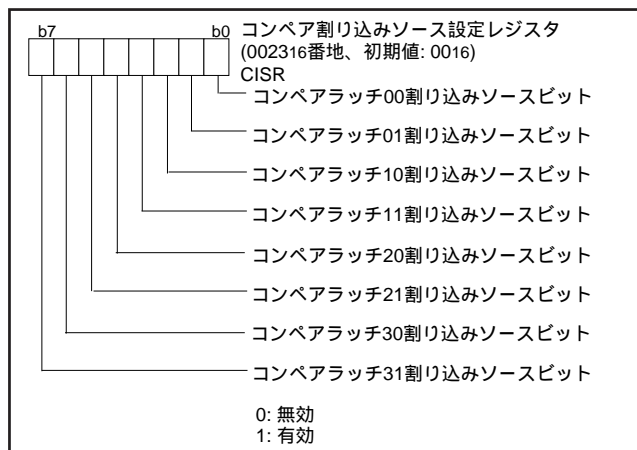 b7 b0 コンペア割り込みソース設定レジスタ
(002316番地、初期値: 0016)
CISR
コンペアラッチ00割り込みソースビット
コンペアラッチ01割り込みソースビット
コンペアラッチ10割り込みソースビット
コンペアラッチ11割り込みソースビット
コンペアラッチ20割り込みソースビット
コンペアラッチ21割り込みソースビット
コンペアラッチ30割り込みソースビット
コンペアラッチ31割り込みソースビット
0: 無効
1: 有効